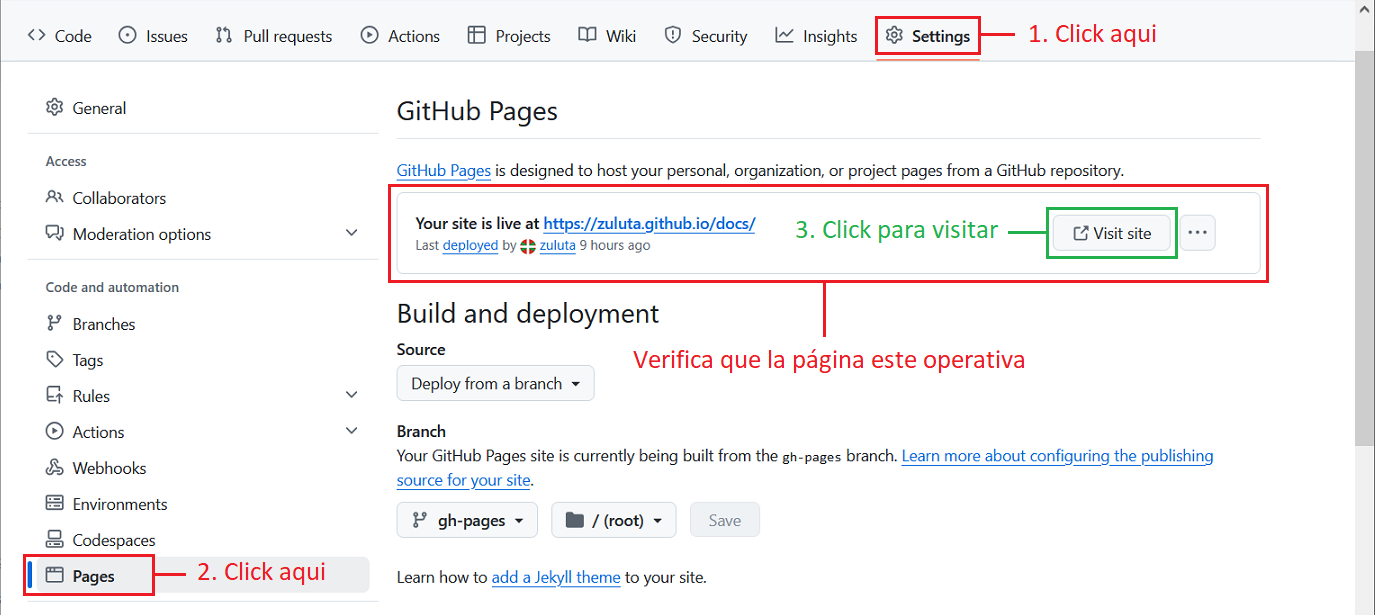 Code Issues Pull requests Actions Projects Wiki Security Insights Settings 1. Click aqui
General
Access
Collaborators
Moderation options
Code and automation
Branches
Tags
Rules
Actions
Webhooks
Environments
Codespaces
Pages 2. Click aqui
GitHub Pages
GitHub Pages is designed to host your personal, organization, or project pages from a GitHub repository.
Your site is live at https://zuluta.github.io/docs/
Last deployed by zuluta 9 hours ago
3. Click para visitar Visit site
Build and deployment
Verifica que la página este operativa
Source
Deploy from a branch
Branch
Your GitHub Pages site is currently being built from the gh-pages branch. Learn more about configuring the publishing
source for your site.
gh-pages / (root) Save
Learn how to add a Jekyll theme to your site.